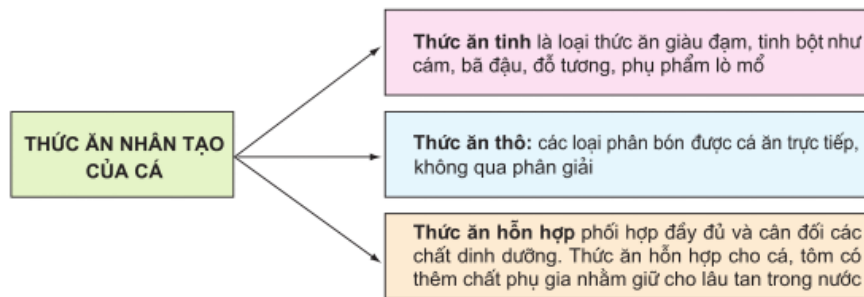 THỨC ĂN NHÂN TẠO
CỦA CÁ
Thức ăn tinh là loại thức ăn giàu đạm, tinh bột như
cám, bã đậu, đỗ tương, phụ phẩm lò mổ
Thức ăn thô: các loại phân bón được cá ăn trực tiếp,
không qua phân giải
Thức ăn hỗn hợp phối hợp đầy đủ và cân đối các
chất dinh dưỡng. Thức ăn hỗn hợp cho cá, tôm có
thêm chất phụ gia nhằm giữ cho lâu tan trong nước